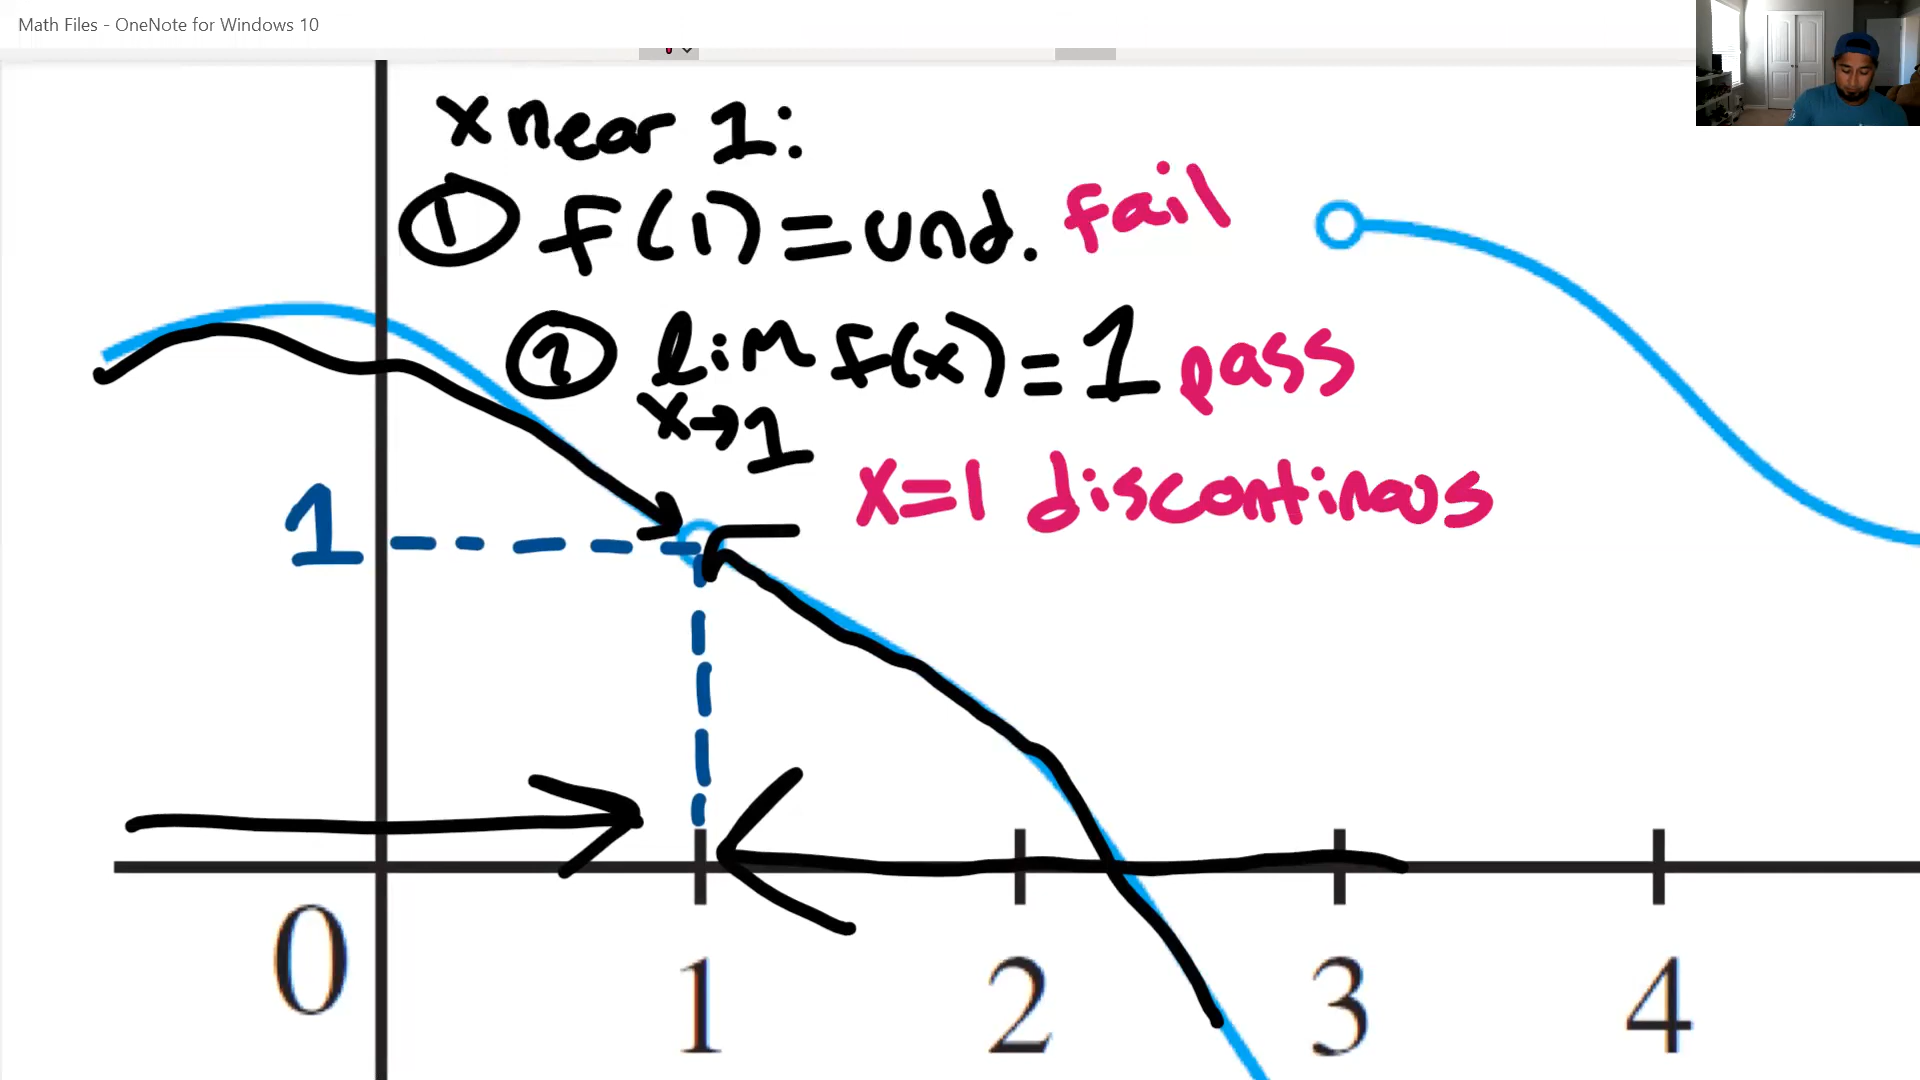 Math Files - OneNote for Windows 10
x near 1:
① f(1) = und. fail
② lim f(x) = 1 pass
x→1
x=1 discontinous
1
0
1 2 3 4